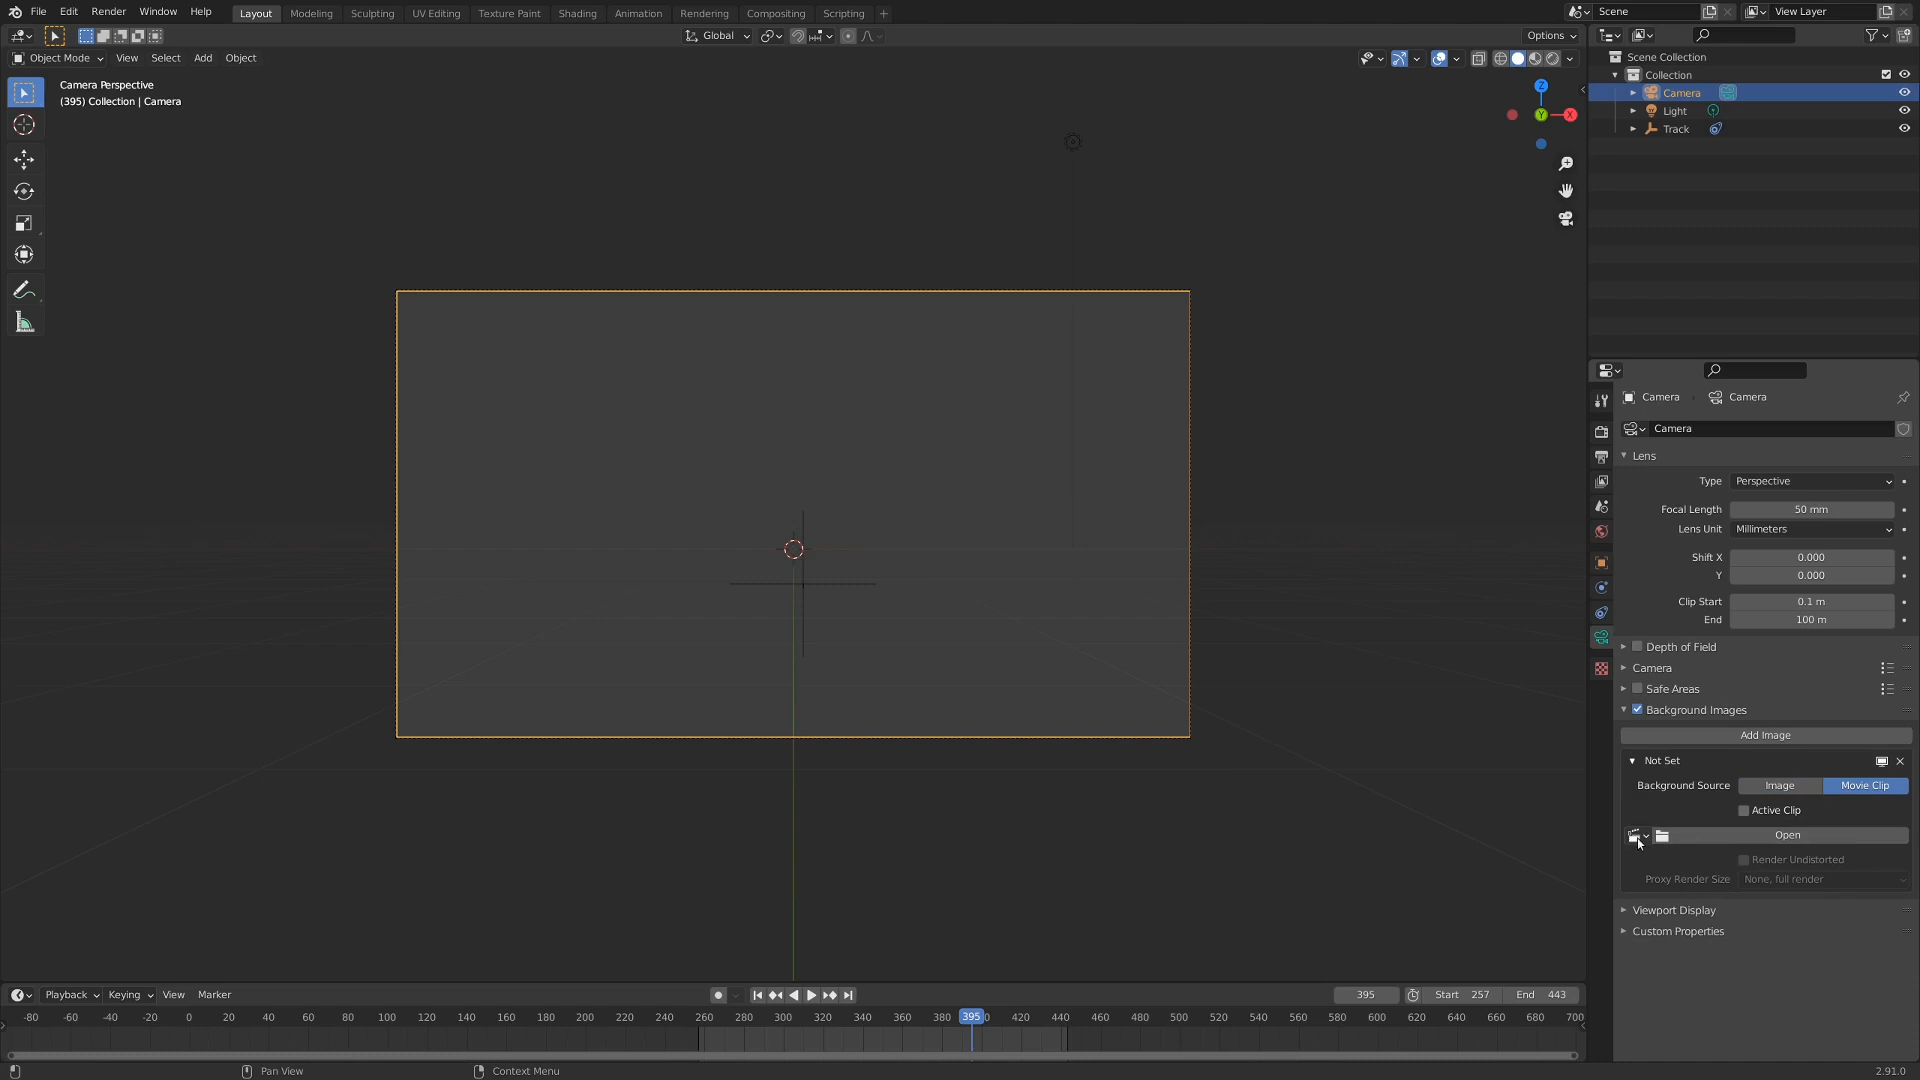 File Edit Render Window Help Layout Modeling Sculpting UV Editing Texture Paint Shading Animation Rendering Compositing Scripting + Scene View Layer
Global Options
Object Mode View Select Add Object
Camera Perspective
(395) Collection | Camera
Z
Y
X
Scene Collection
Collection
Camera
Light
Track
Camera Camera
Camera
Lens
Type Perspective
Focal Length 50 mm
Lens Unit Millimeters
Shift X 0.000
Y 0.000
Clip Start 0.1 m
End 100 m
Depth of Field
Camera
Safe Areas
Background Images
Add Image
Not Set
Background Source Image Movie Clip
Active Clip
Open
Render Undistorted
Proxy Render Size None, full render
Viewport Display
Custom Properties
Playback Keying View Marker 395 Start 257 End 443
-80 -60 -40 -20 0 20 40 60 80 100 120 140 160 180 200 220 240 260 280 300 320 340 360 380 395 0 420 440 460 480 500 520 540 560 580 600 620 640 660 680 700
Pan View Context Menu 2.91.0